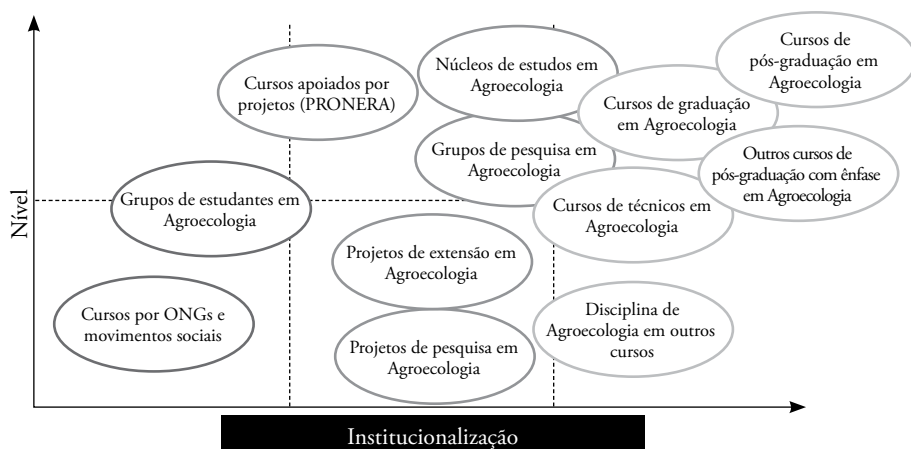 Cursos de
pós-graduação em
Agroecologia
Núcleos de estudos em
Agroecologia
Cursos apoiados por
projetos (PRONERA)
Cursos de graduação
em Agroecologia
Grupos de pesquisa em
Agroecologia
Outros cursos de
pós-graduação com ênfase
em Agroecologia
Grupos de estudantes em
Agroecologia
Cursos de técnicos em
Agroecologia
Nível
Projetos de extensão em
Agroecologia
Cursos por ONGs e
movimentos sociais
Disciplina de
Agroecologia em outros
cursos
Projetos de pesquisa em
Agroecologia
Institucionalização